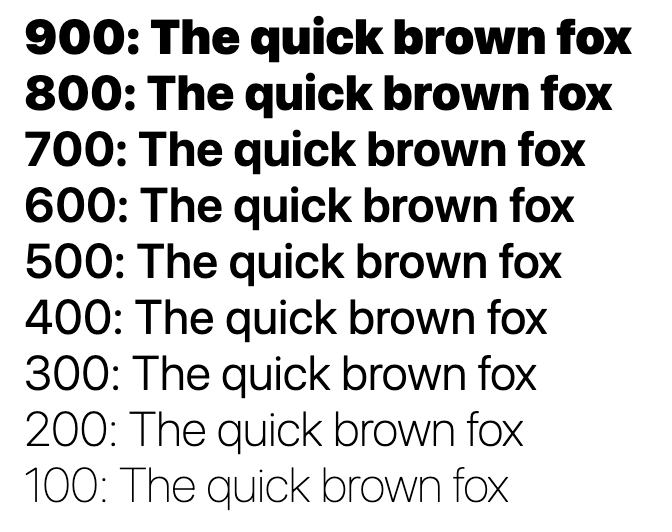 900: The quick brown fox
800: The quick brown fox
700: The quick brown fox
600: The quick brown fox
500: The quick brown fox
400: The quick brown fox
300: The quick brown fox
200: The quick brown fox
100: The quick brown fox